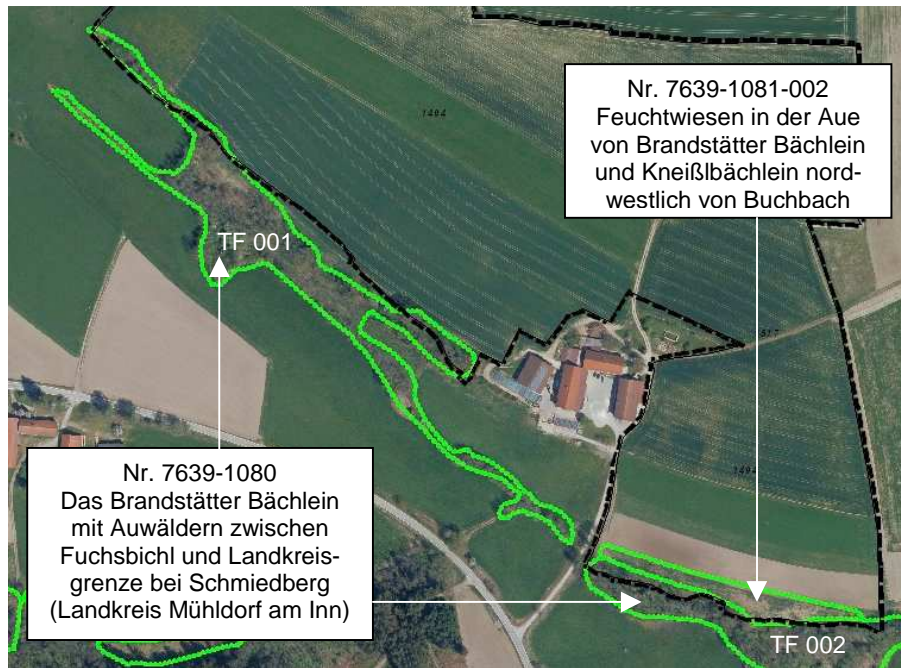 Nr. 7639-1081-002
Feuchtwiesen in der Aue
von Brandstätter Bächlein
und Kneißlbächlein nord-
westlich von Buchbach
1484
TF 001
Nr. 7639-1080
Das Brandstätter Bächlein
mit Auwäldern zwischen
Fuchsbichl und Landkreis-
grenze bei Schmiedberg
(Landkreis Mühldorf am Inn)
TF 002